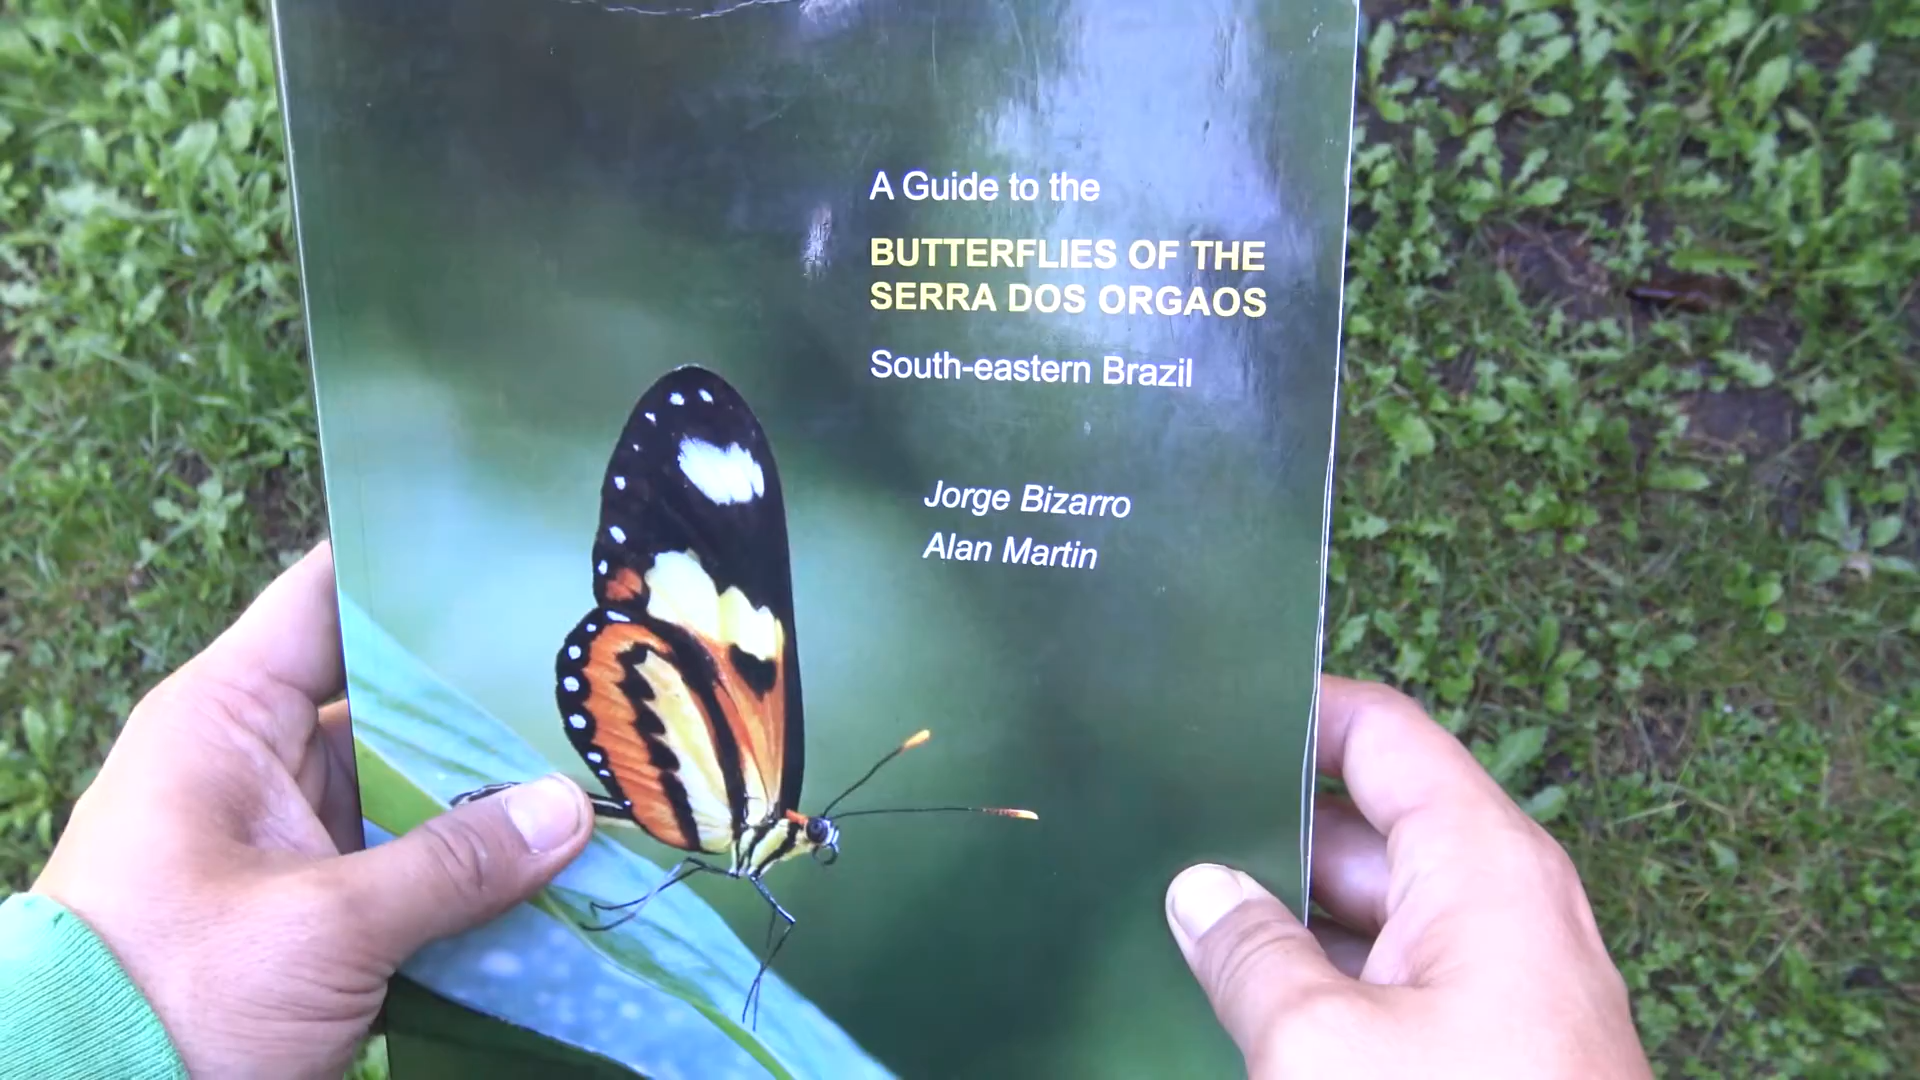 A Guide to the
BUTTERFLIES OF THE
SERRA DOS ORGAOS
South-eastern Brazil
Jorge Bizarro
Alan Martin